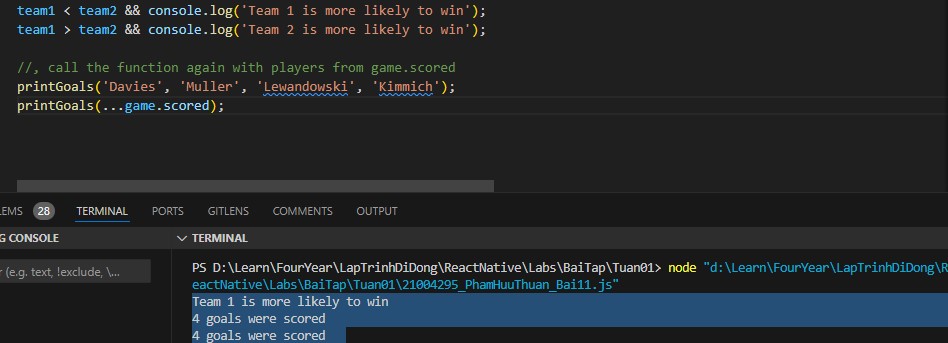 team1 < team2 && console.log('Team 1 is more likely to win');
team1 > team2 && console.log('Team 2 is more likely to win');
//, call the function again with players from game.scored
printGoals('Davies', 'Muller', 'Lewandowski', 'Kimmich');
printGoals(...game.scored);
LEMS 28 TERMINAL PORTS GITLENS COMMENTS OUTPUT
G CONSOLE TERMINAL
r (e.g. text, !exclude, \...
PS D:\Learn\FourYear\LapTrinhDiDong\ReactNative\Labs\BaiTap\Tuan01> node "d:\Learn\FourYear\LapTrinhDiDong\R
eactNative\Labs\BaiTap\Tuan01\21004295_PhamHuuThuan_Bai11.js"
Team 1 is more likely to win
4 goals were scored
4 goals were scored